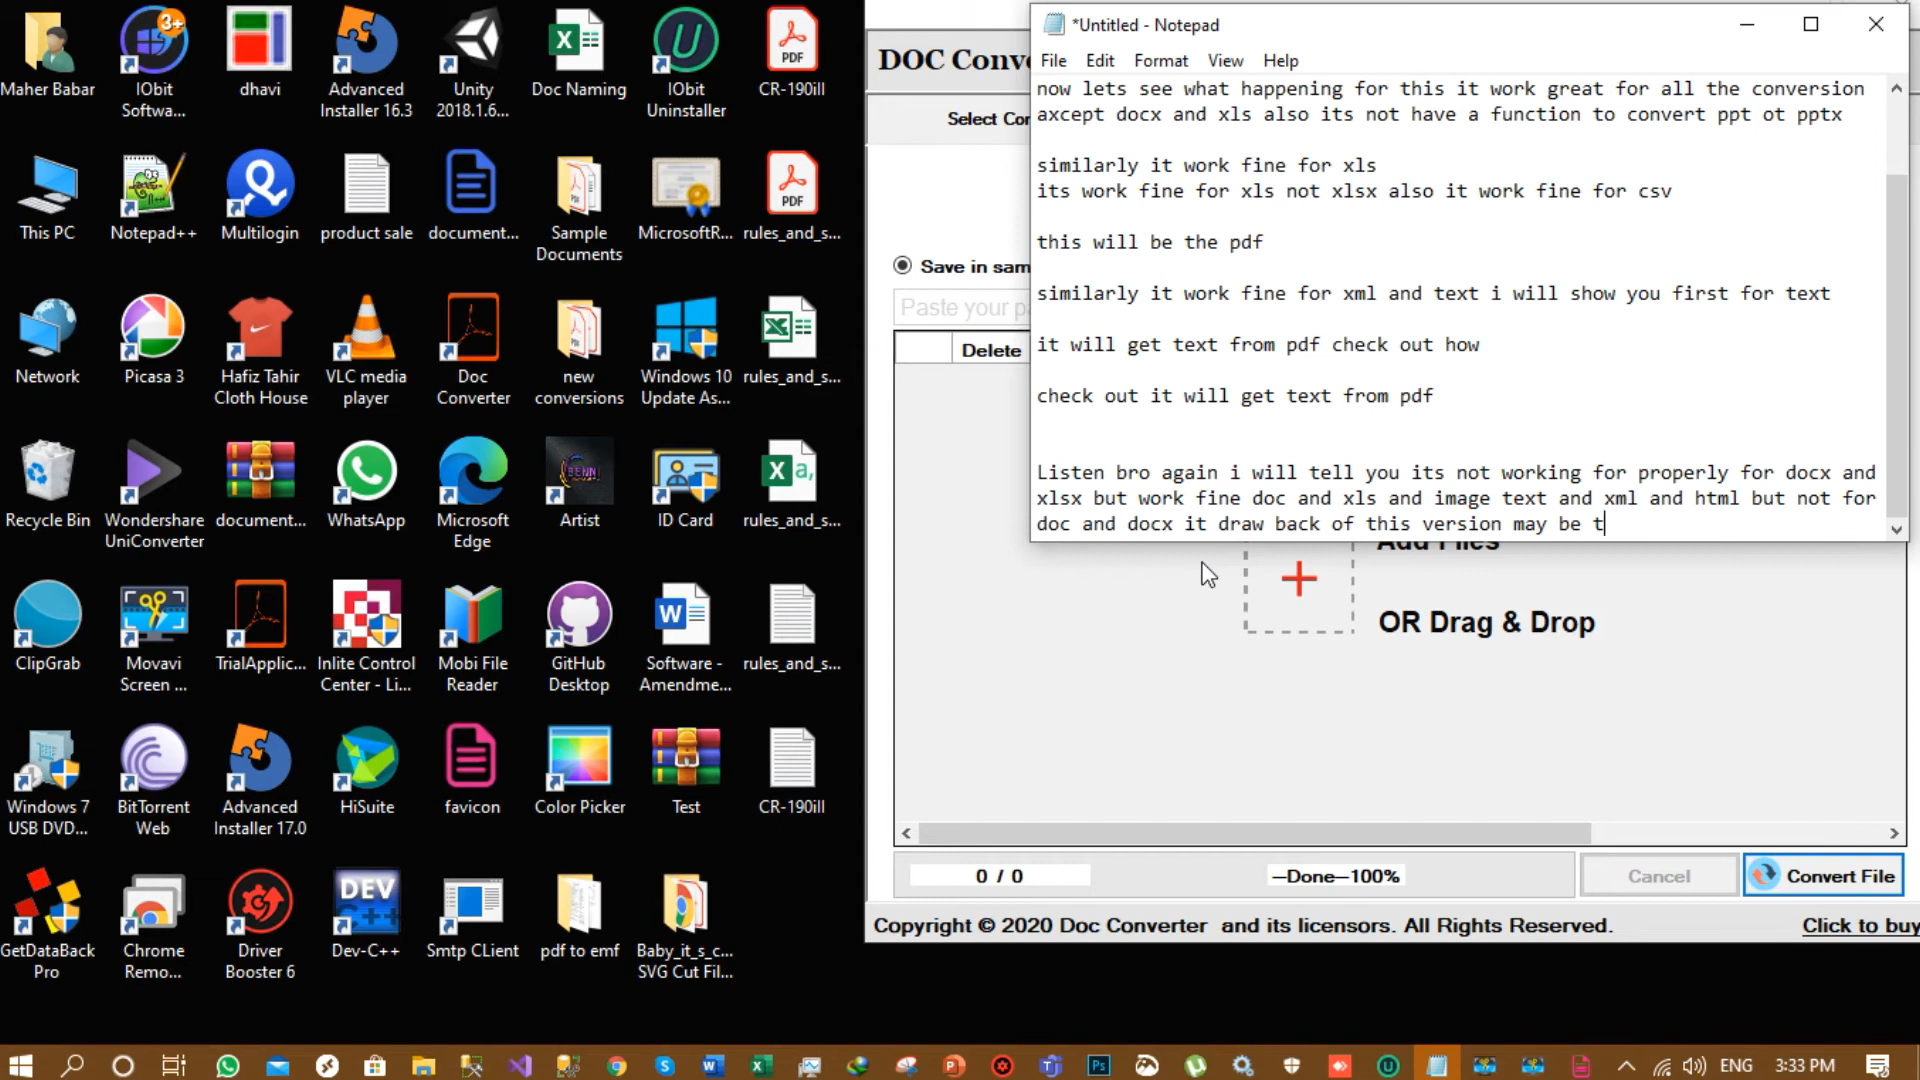 Maher Babar
IObit
Softwa...
3+
dhavi
Advanced
Installer 16.3
Unity
2018.1.6...
Doc Naming
IObit
Uninstaller
PDF
CR-190ill
This PC
Notepad++
Multilogin
product sale
document...
Sample
Documents
MicrosoftR...
PDF
rules_and_s...
Network
Picasa 3
Hafiz Tahir
Cloth House
VLC media
player
Doc
Converter
new
conversions
Windows 10
Update As...
rules_and_s...
Recycle Bin
Wondershare
UniConverter
document...
WhatsApp
Microsoft
Edge
Artist
ID Card
rules_and_s...
ClipGrab
Movavi
Screen ...
TrialApplic...
Inlite Control
Center - Li...
Mobi File
Reader
GitHub
Desktop
Software -
Amendme...
rules_and_s...
Windows 7
USB DVD...
BitTorrent
Web
Advanced
Installer 17.0
HiSuite
favicon
Color Picker
Test
CR-190ill
GetDataBack
Pro
Chrome
Remo...
Driver
Booster 6
DEV
C++
Dev-C++
Smtp CLient
pdf to emf
Baby_it_s_c...
SVG Cut Fil...
*Untitled - Notepad
File Edit Format View Help
now lets see what happening for this it work great for all the conversion
axcept docx and xls also its not have a function to convert ppt ot pptx
similarly it work fine for xls
its work fine for xls not xlsx also it work fine for csv
this will be the pdf
similarly it work fine for xml and text i will show you first for text
it will get text from pdf check out how
check out it will get text from pdf
Listen bro again i will tell you its not working for properly for docx and
xlsx but work fine doc and xls and image text and xml and html but not for
doc and docx it draw back of this version may be t
DOC Conve
Select Con
Save in sam
Paste your pa
Delete
Add Files
OR Drag & Drop
0 / 0
—Done—100%
Cancel
Convert File
Copyright © 2020 Doc Converter and its licensors. All Rights Reserved.
Click to buy
ENG
3:33 PM